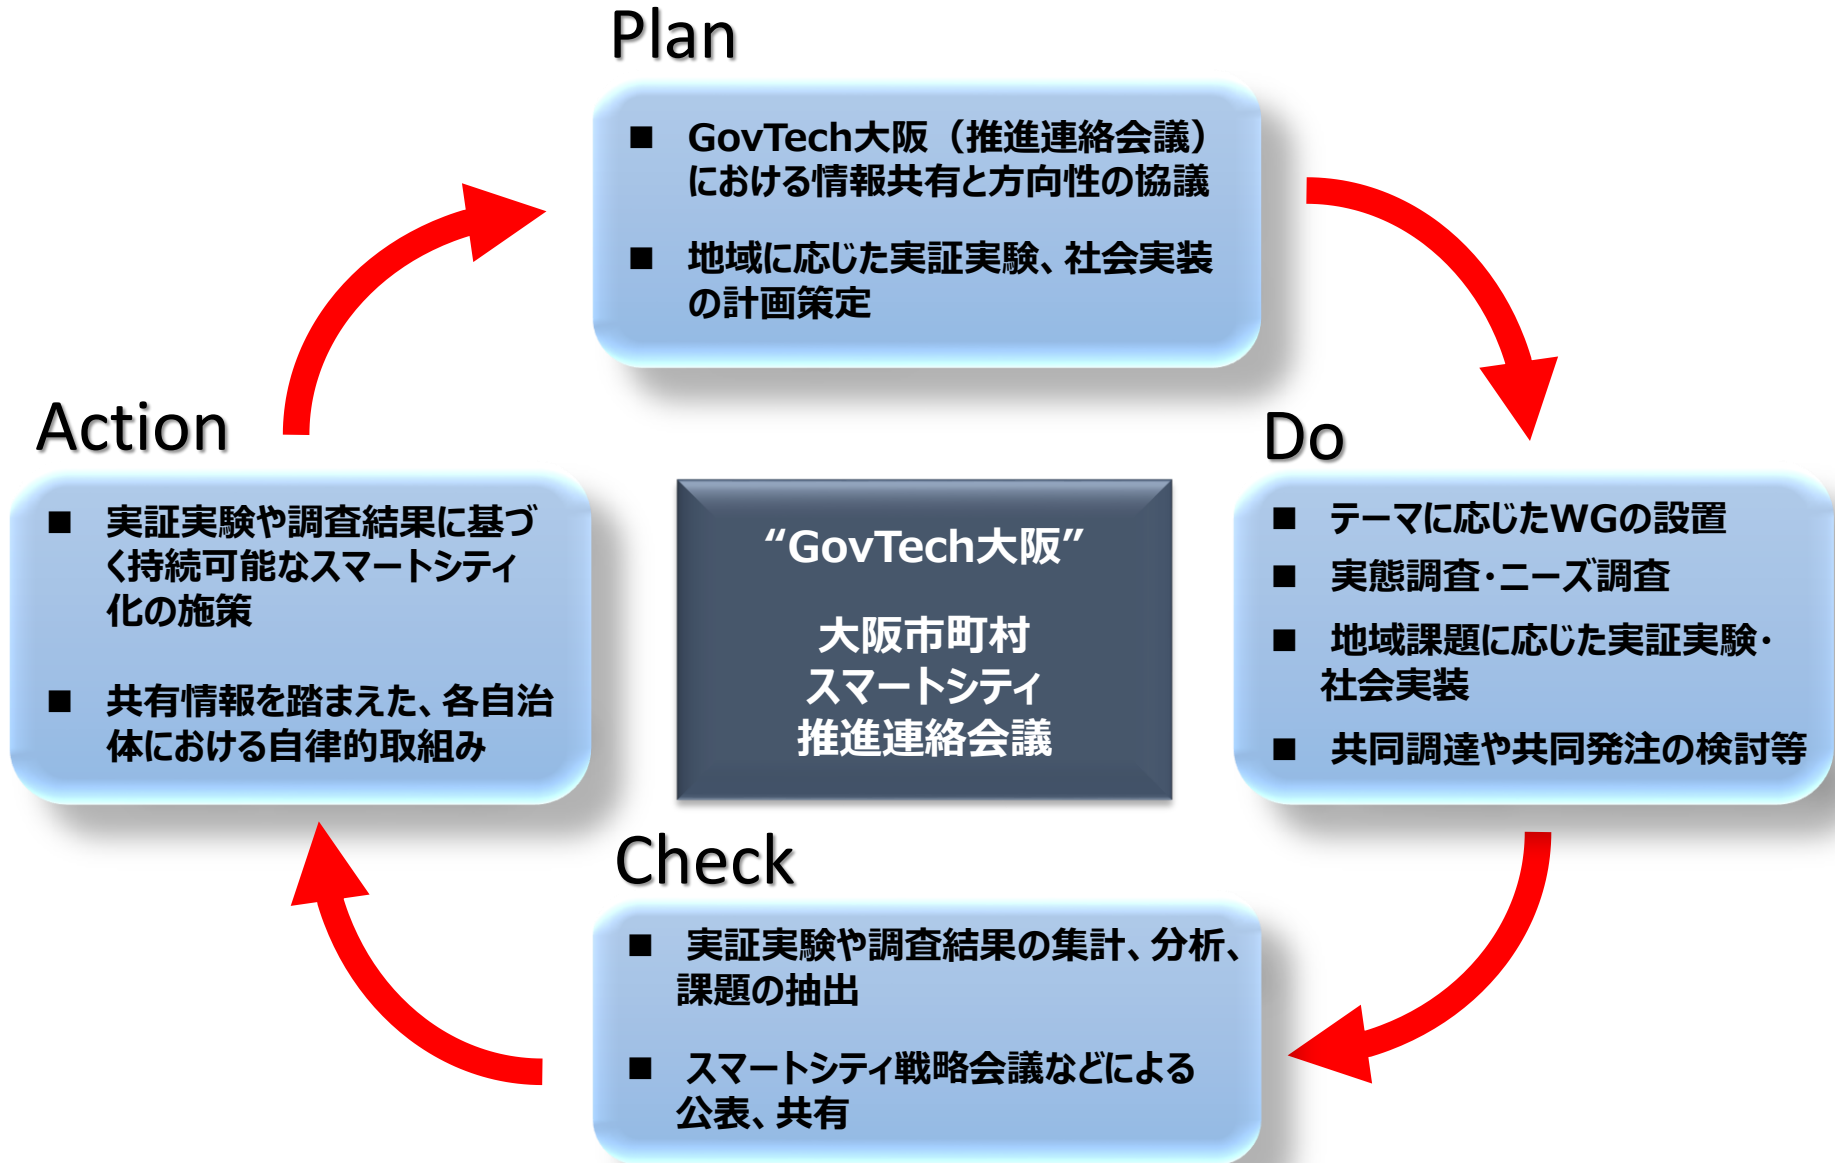 Plan
■ GovTech大阪（推進連絡会議）
における情報共有と方向性の協議
■ 地域に応じた実証実験、社会実装
の計画策定
Do
■ テーマに応じたWGの設置
■ 実態調査・ニーズ調査
■ 地域課題に応じた実証実験・
社会実装
■ 共同調達や共同発注の検討等
Check
■ 実証実験や調査結果の集計、分析、
課題の抽出
■ スマートシティ戦略会議などによる
公表、共有
Action
■ 実証実験や調査結果に基づ
く持続可能なスマートシティ
化の施策
■ 共有情報を踏まえた、各自治
体における自律的取組み
“GovTech大阪”
大阪市町村
スマートシティ
推進連絡会議